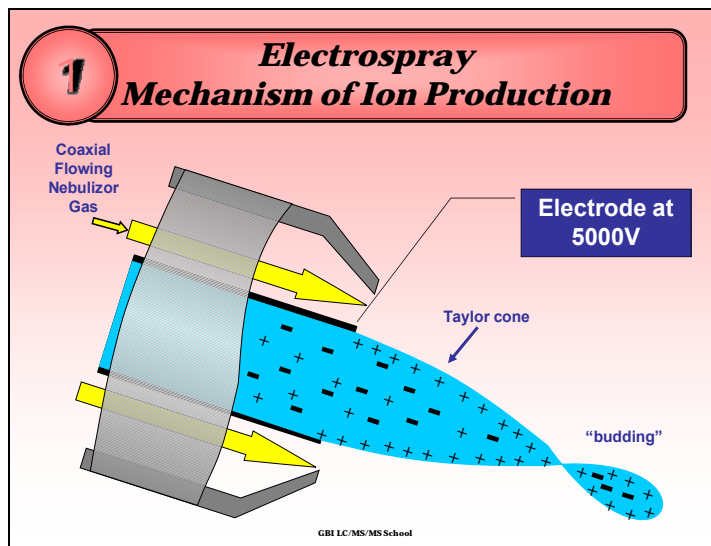 1
Electrospray
Mechanism of Ion Production
Coaxial
Flowing
Nebulizor
Gas
Electrode at
5000V
Taylor cone
“budding”
GBI LC/MS/MS School